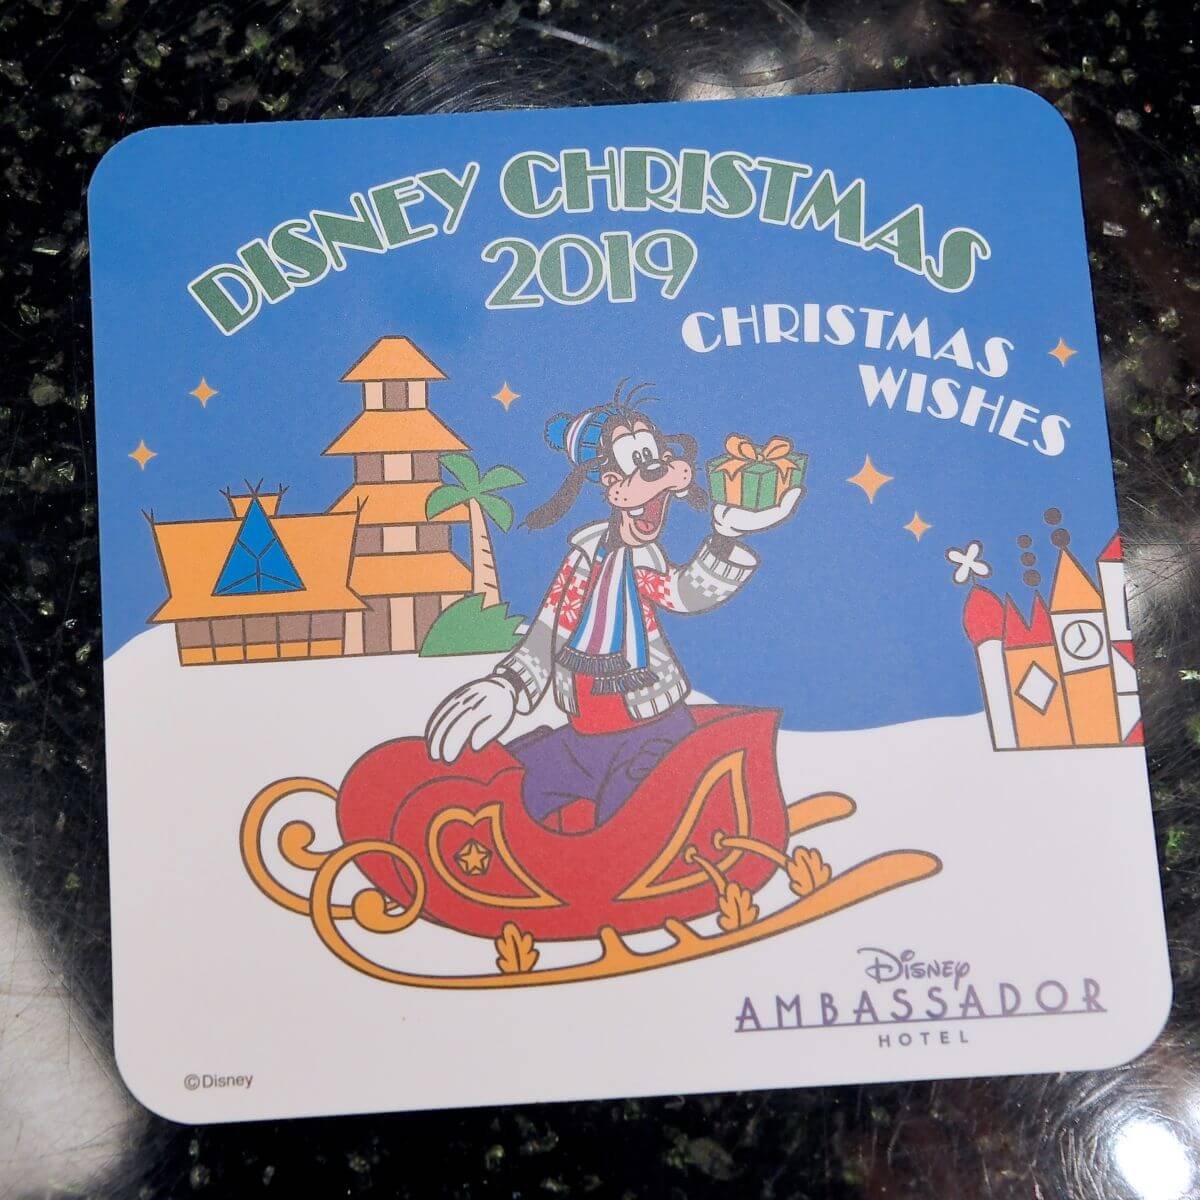 DISNEY CHRISTMAS
2019
CHRISTMAS
WISHES
Disney
AMBASSADOR
HOTEL
©Disney